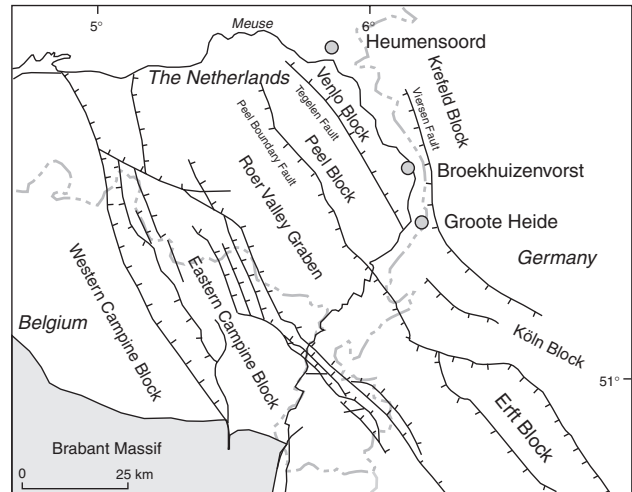 5°
Meuse
6°
Heumensoord
The Netherlands
Venlo Block
Krefeld Block
Tegelen Fault
Viersen Fault
Peel Boundary Fault
Peel Block
Broekhuizenvorst
Roer Valley Graben
Groote Heide
Germany
Western Campine Block
Eastern Campine Block
Belgium
Köln Block
51°
Erft Block
Brabant Massif
0 25 km